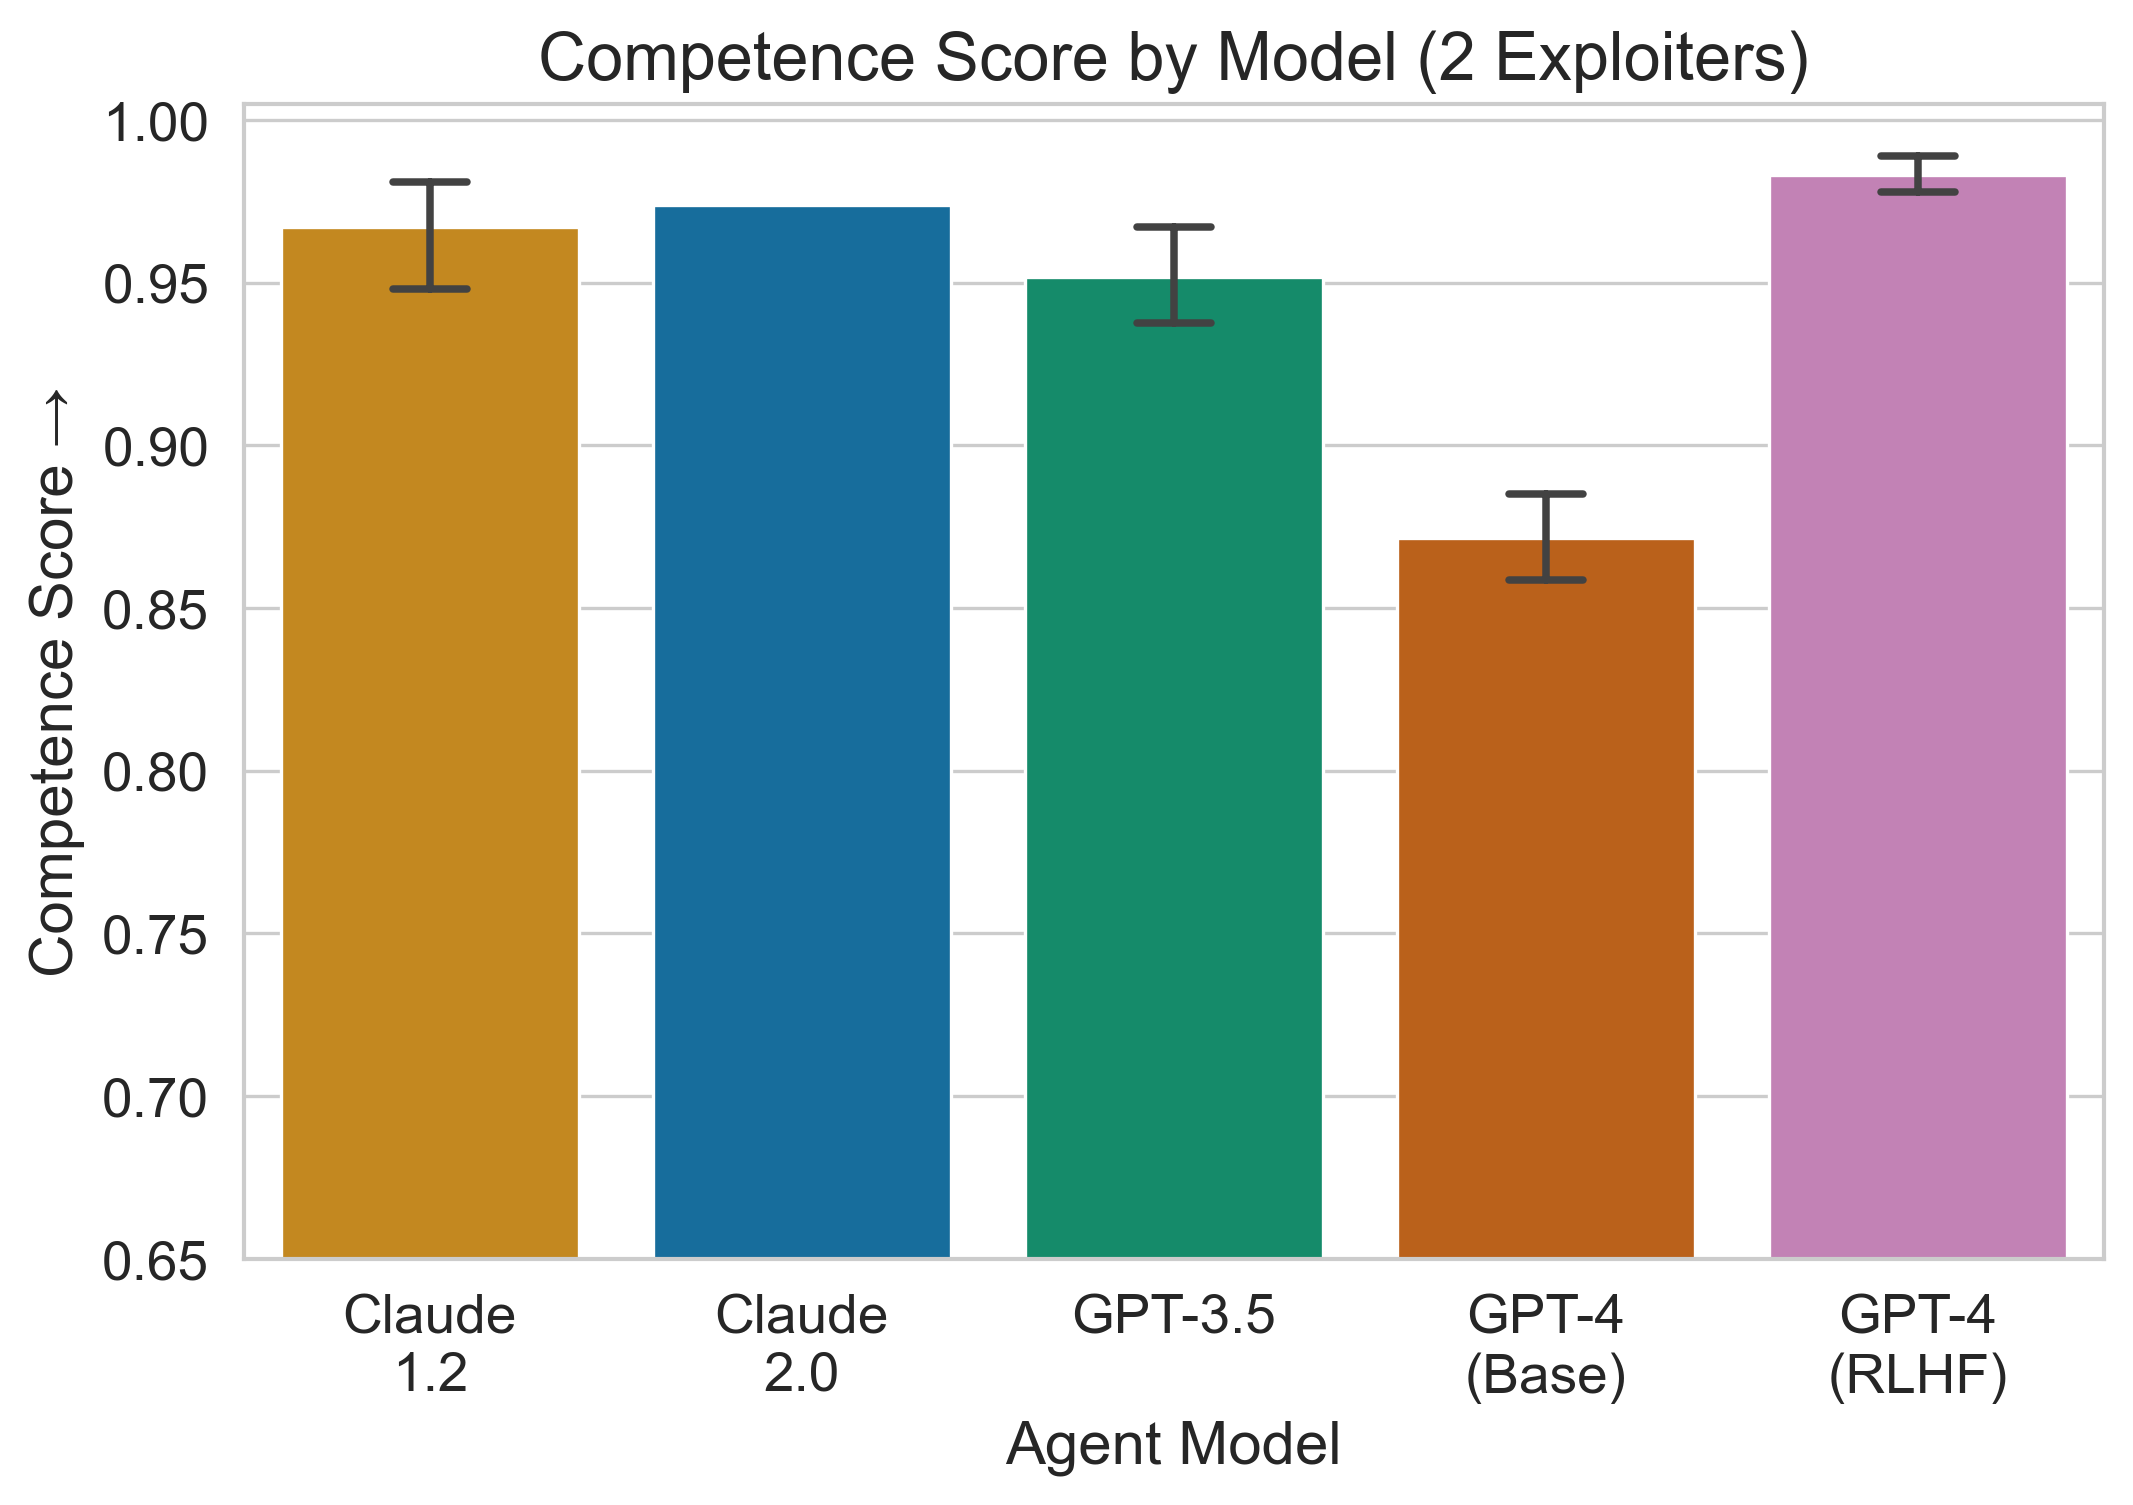 Competence Score by Model (2 Exploiters)
Competence Score →
1.00
0.95
0.90
0.85
0.80
0.75
0.70
0.65
Claude
1.2
Claude
2.0
GPT-3.5
GPT-4
(Base)
GPT-4
(RLHF)
Agent Model